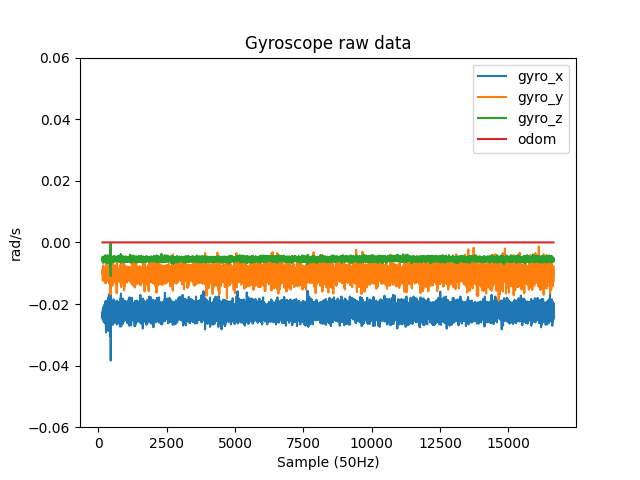 Gyroscope raw data
0.06
0.04
0.02
0.00
−0.02
−0.04
−0.06
rad/s
gyro_x
gyro_y
gyro_z
odom
0 2500 5000 7500 10000 12500 15000
Sample (50Hz)